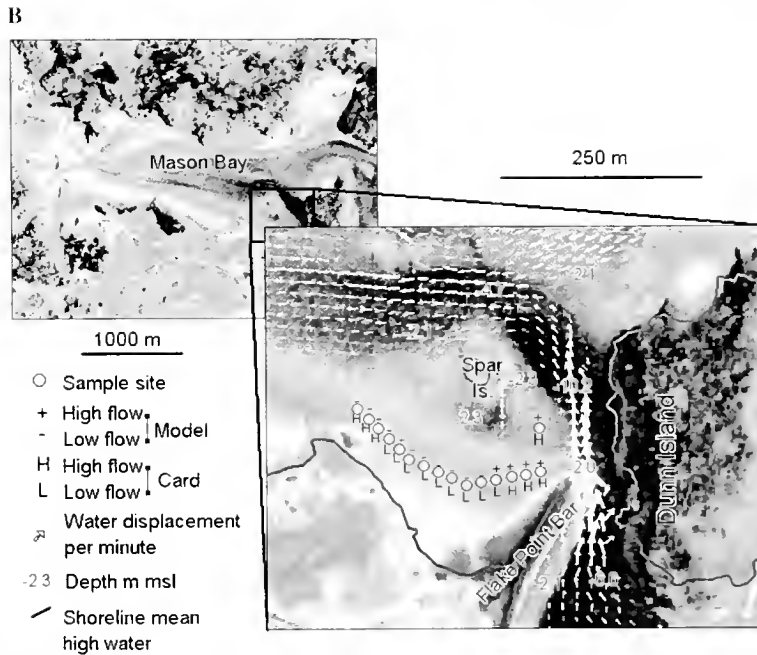 B
Mason Bay
250 m
1000 m
Spar
Is.
Dunn Island
Flake Point Bar
H H H L L L L L L L L H H H
H
○ Sample site
+ High flow
- Low flow
Model
H High flow
L Low flow
Card
Water displacement
per minute
-2.3 Depth m msl
Shoreline mean
high water